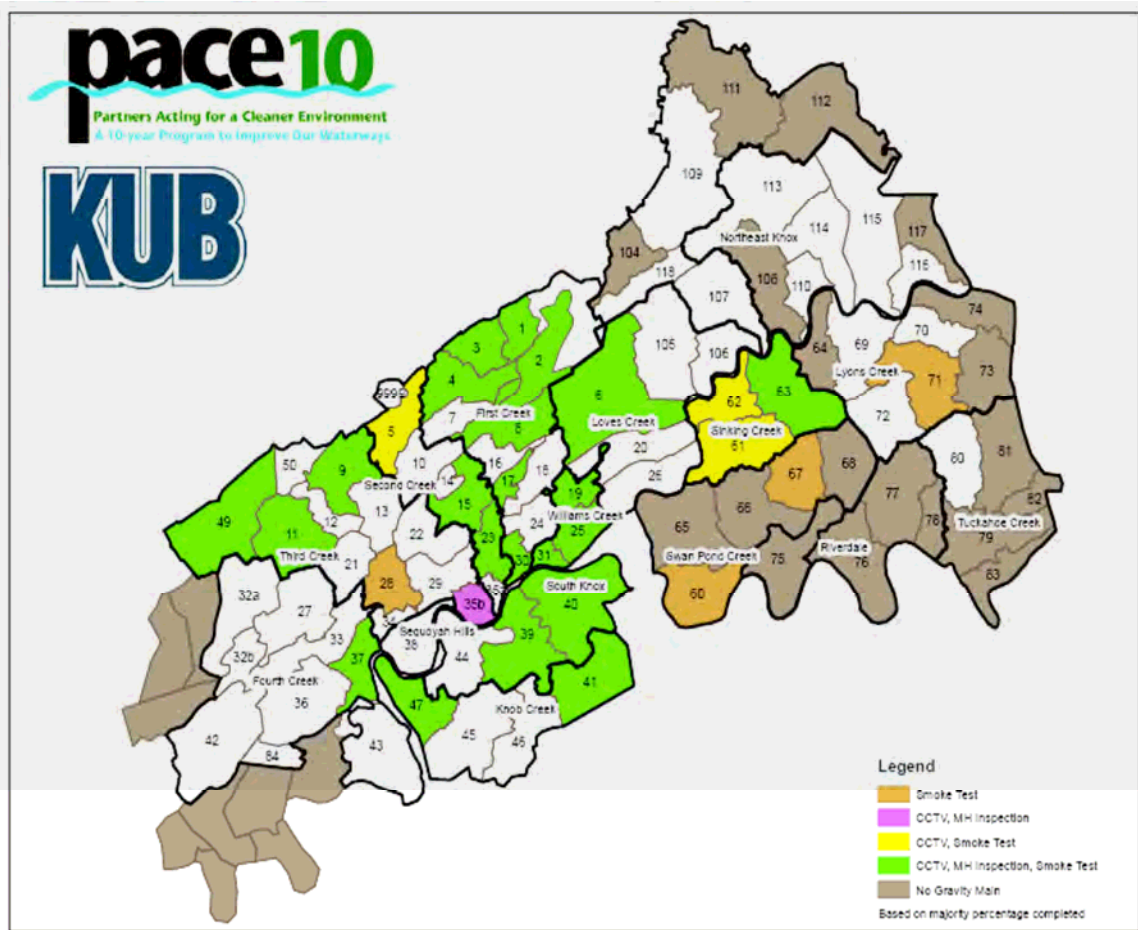 pace10
Partners Acting for a Cleaner Environment
A 10-year Program to Improve Our Waterways
KUB
111
112
109
113
114
115
117
116
Northeast Knox
104
118
107
110
74
1
3
2
105
106
64
69
70
4
6
62
63
Lyons Creek
71
73
7
First Creek
5
Loves Creek
Sinking Creek
72
61
20
10
16
18
60
81
50
9
Second Creek
14
17
26
67
68
13
15
19
66
77
82
49
12
24
Williams Creek
65
Tuckahoe Creek
11
22
23
25
Swan Pond Creek
Riverdale
79
Third Creek
21
30
31
75
76
83
28
29
South Knox
32a
35b
40
60
27
34
33
Sequoyah Hills
38
39
32b
37
44
Fourth Creek
41
36
47
Knob Creek
42
43
45
46
84
Legend
Smoke Test
CCTV, MH Inspection
CCTV, Smoke Test
CCTV, MH Inspection, Smoke Test
No Gravity Main
Based on majority percentage completed